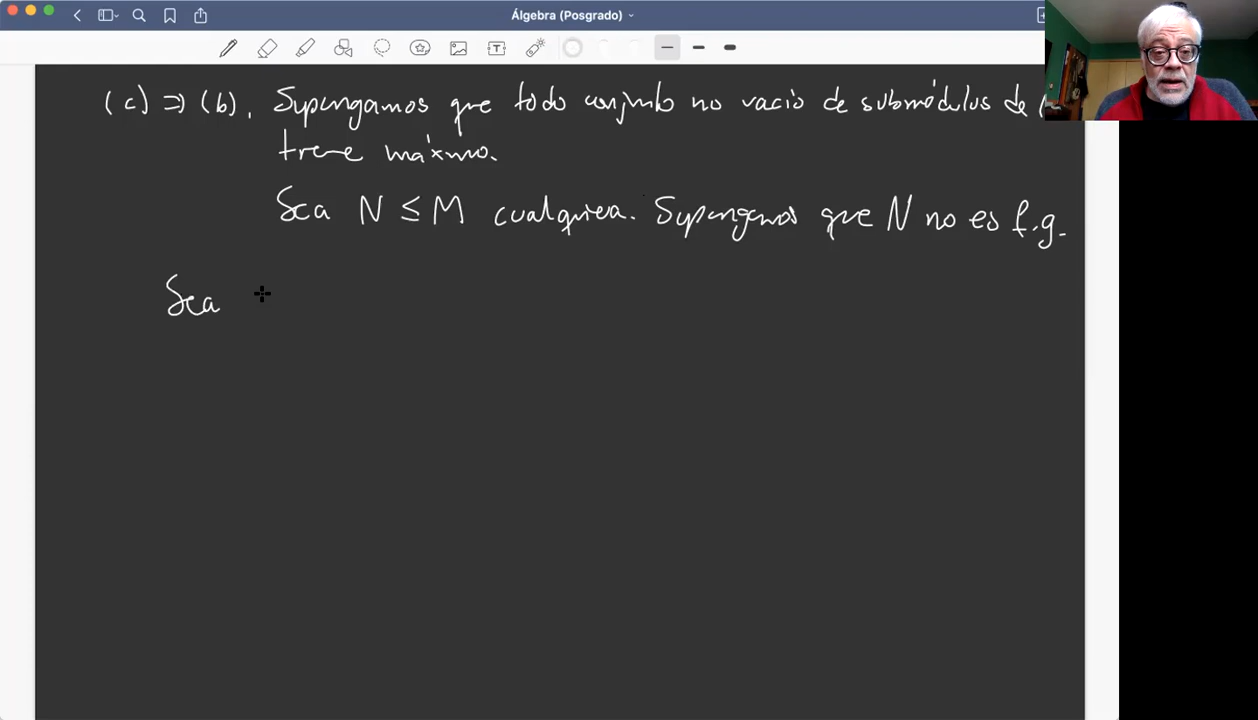 Álgebra (Posgrado)
(c) ⇒ (b). Supongamos que todo conjunto no vacío de submódulos de
tiene máximo.
Sea N ≤ M cualquiera. Supongamos que N no es f.g.
Sea